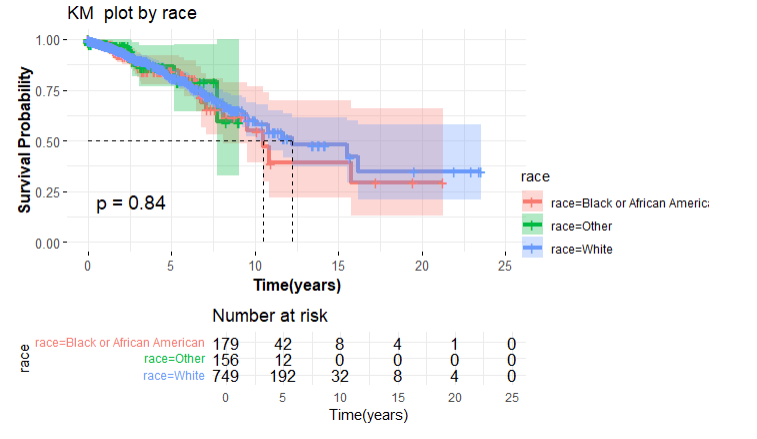 KM plot by race
1.00
0.75
0.50
0.25
0.00
Survival Probability
p = 0.84
0 5 10 15 20 25
Time(years)
race
race=Black or African America
race=Other
race=White
Number at risk
race
race=Black or African American 179 42 8 4 1 0
race=Other 156 12 0 0 0 0
race=White 749 192 32 8 4 0
0 5 10 15 20 25
Time(years)